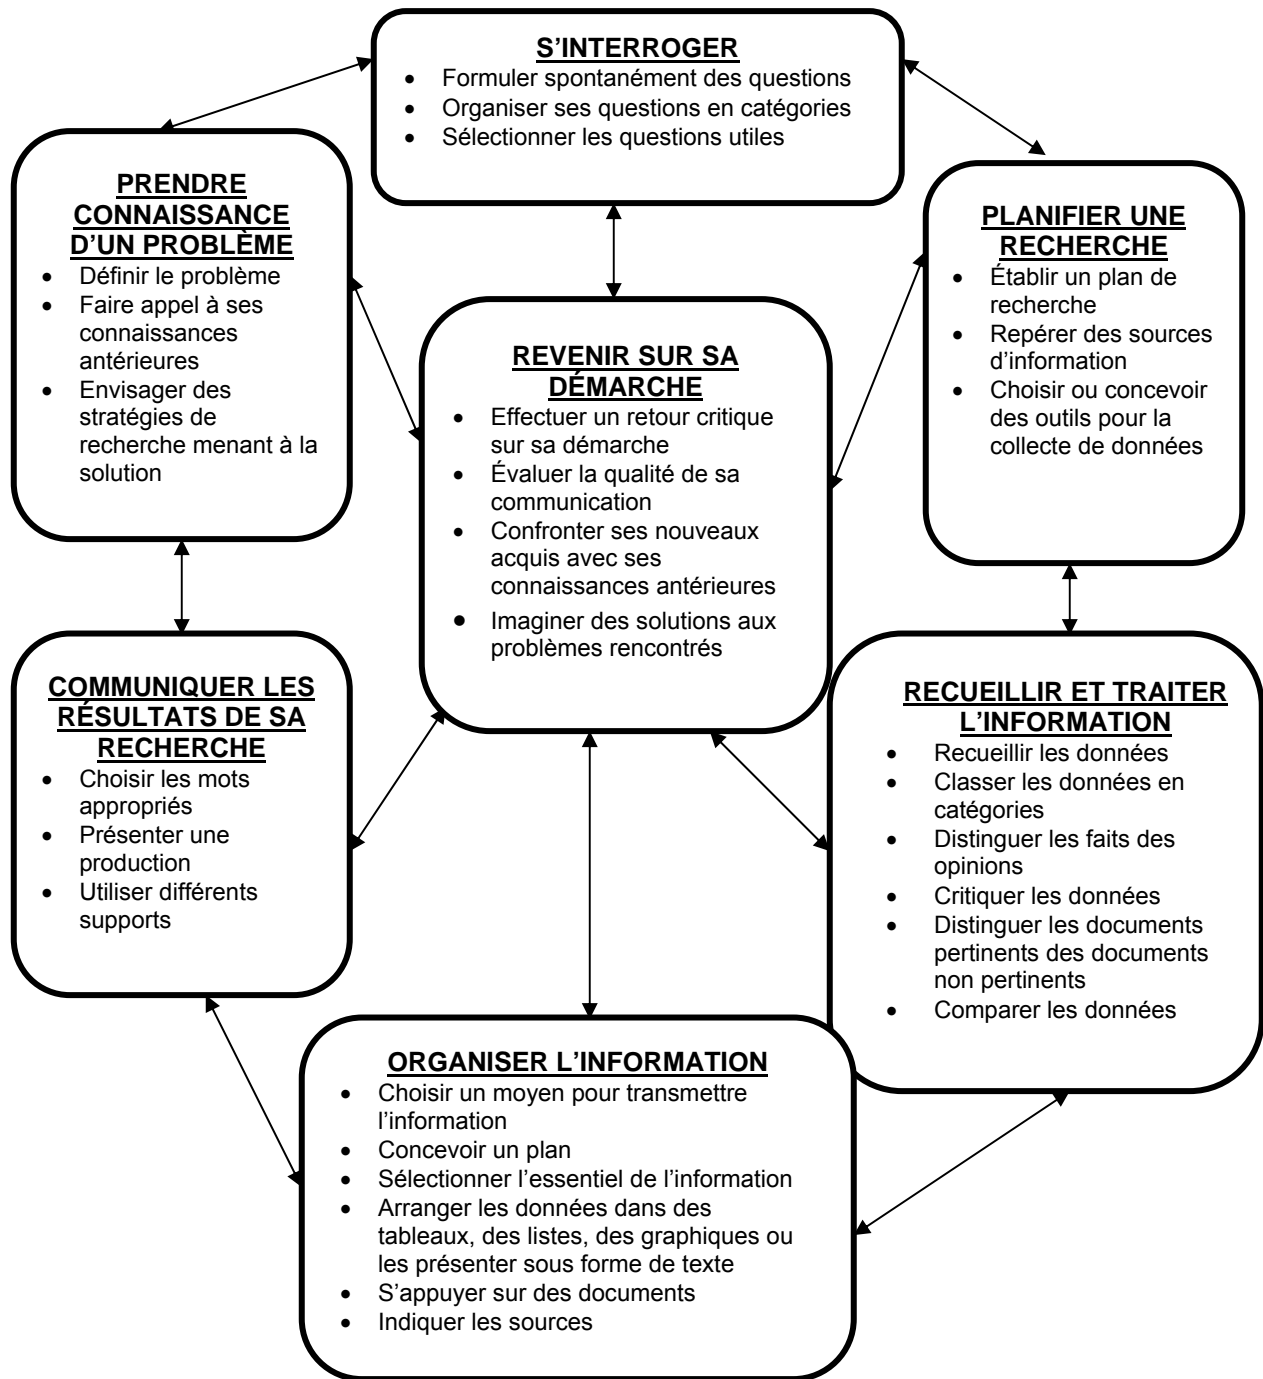 S’INTERROGER
• Formuler spontanément des questions
• Organiser ses questions en catégories
• Sélectionner les questions utiles
PRENDRE
CONNAISSANCE
D’UN PROBLÈME
• Définir le problème
• Faire appel à ses
connaissances
antérieures
• Envisager des
stratégies de
recherche menant à la
solution
PLANIFIER UNE
RECHERCHE
• Établir un plan de
recherche
• Repérer des sources
d’information
• Choisir ou concevoir
des outils pour la
collecte de données
REVENIR SUR SA
DÉMARCHE
• Effectuer un retour critique
sur sa démarche
• Évaluer la qualité de sa
communication
• Confronter ses nouveaux
acquis avec ses
connaissances antérieures
• Imaginer des solutions aux
problèmes rencontrés
COMMUNIQUER LES
RÉSULTATS DE SA
RECHERCHE
• Choisir les mots
appropriés
• Présenter une
production
• Utiliser différents
supports
RECUEILLIR ET TRAITER
L’INFORMATION
• Recueillir les données
• Classer les données en
catégories
• Distinguer les faits des
opinions
• Critiquer les données
• Distinguer les documents
pertinents des documents
non pertinents
• Comparer les données
ORGANISER L’INFORMATION
• Choisir un moyen pour transmettre
l’information
• Concevoir un plan
• Sélectionner l’essentiel de l’information
• Arranger les données dans des
tableaux, des listes, des graphiques ou
les présenter sous forme de texte
• S’appuyer sur des documents
• Indiquer les sources